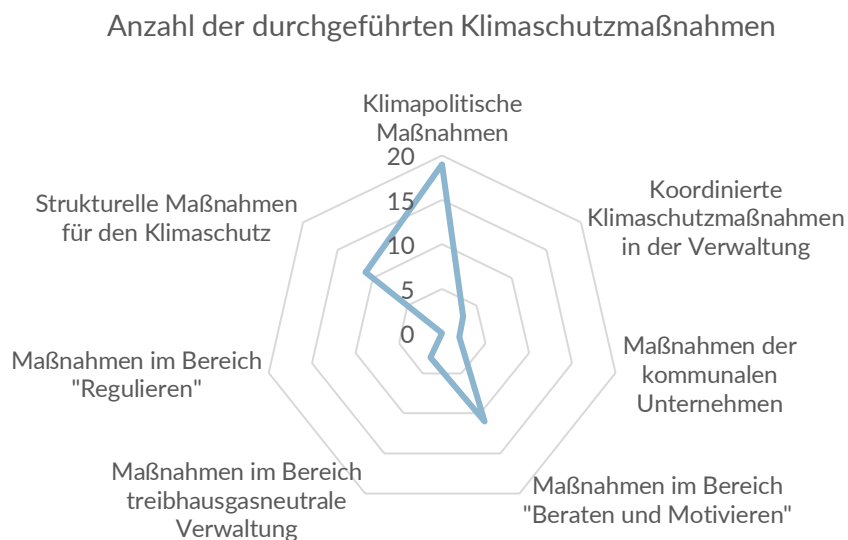 Anzahl der durchgeführten Klimaschutzmaßnahmen
Klimapolitische
Maßnahmen
20
15
10
5
0
Koordinierte
Klimaschutzmaßnahmen
in der Verwaltung
Maßnahmen der
kommunalen
Unternehmen
Maßnahmen im Bereich
"Beraten und Motivieren"
Maßnahmen im Bereich
treibhausgasneutrale
Verwaltung
Maßnahmen im Bereich
"Regulieren"
Strukturelle Maßnahmen
für den Klimaschutz